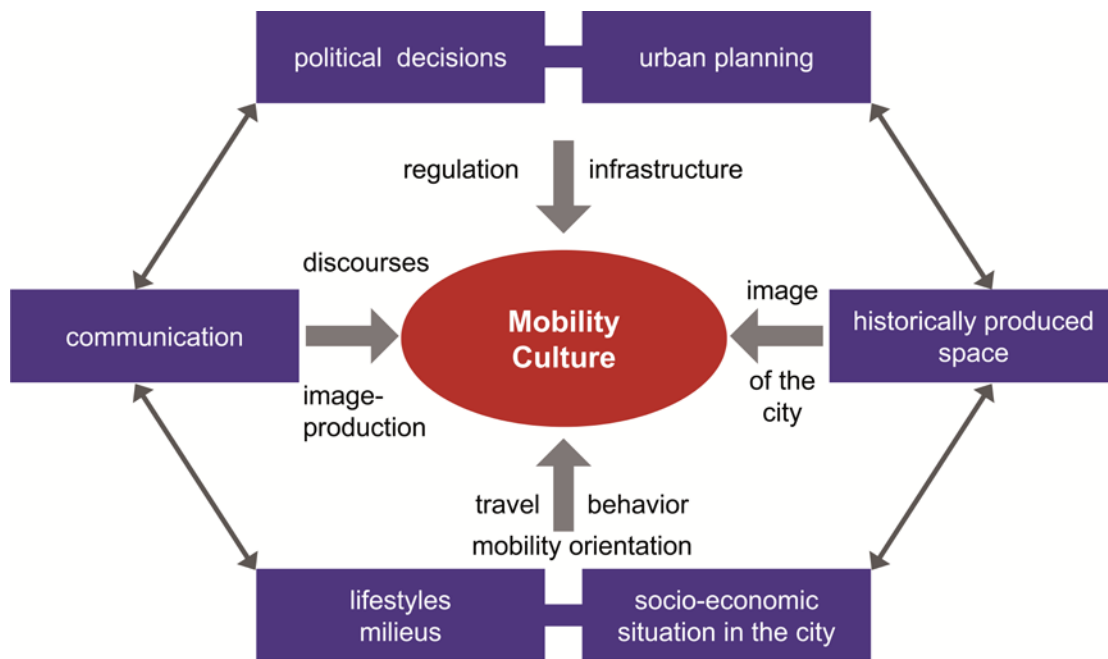 political decisions
urban planning
regulation
infrastructure
discourses
image
communication
Mobility
Culture
historically produced
space
image-
production
of the
city
travel
behavior
mobility orientation
lifestyles
milieus
socio-economic
situation in the city